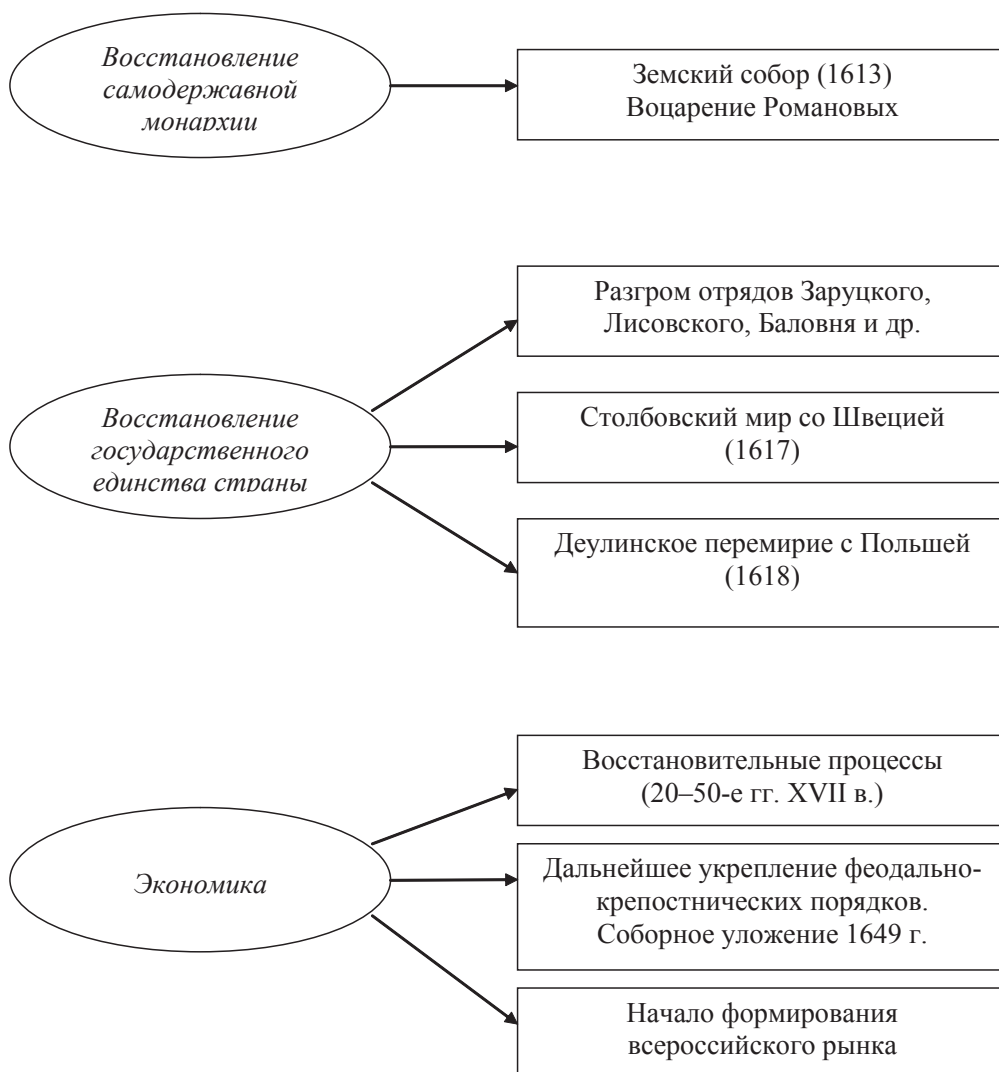 Восстановление
самодержавной
монархии
Земский собор (1613)
Воцарение Романовых
Восстановление
государственного
единства страны
Разгром отрядов Заруцкого,
Лисовского, Баловня и др.
Столбовский мир со Швецией
(1617)
Деулинское перемирие с Польшей
(1618)
Экономика
Восстановительные процессы
(20–50-е гг. XVII в.)
Дальнейшее укрепление феодально-
крепостнических порядков.
Соборное уложение 1649 г.
Начало формирования
всероссийского рынка